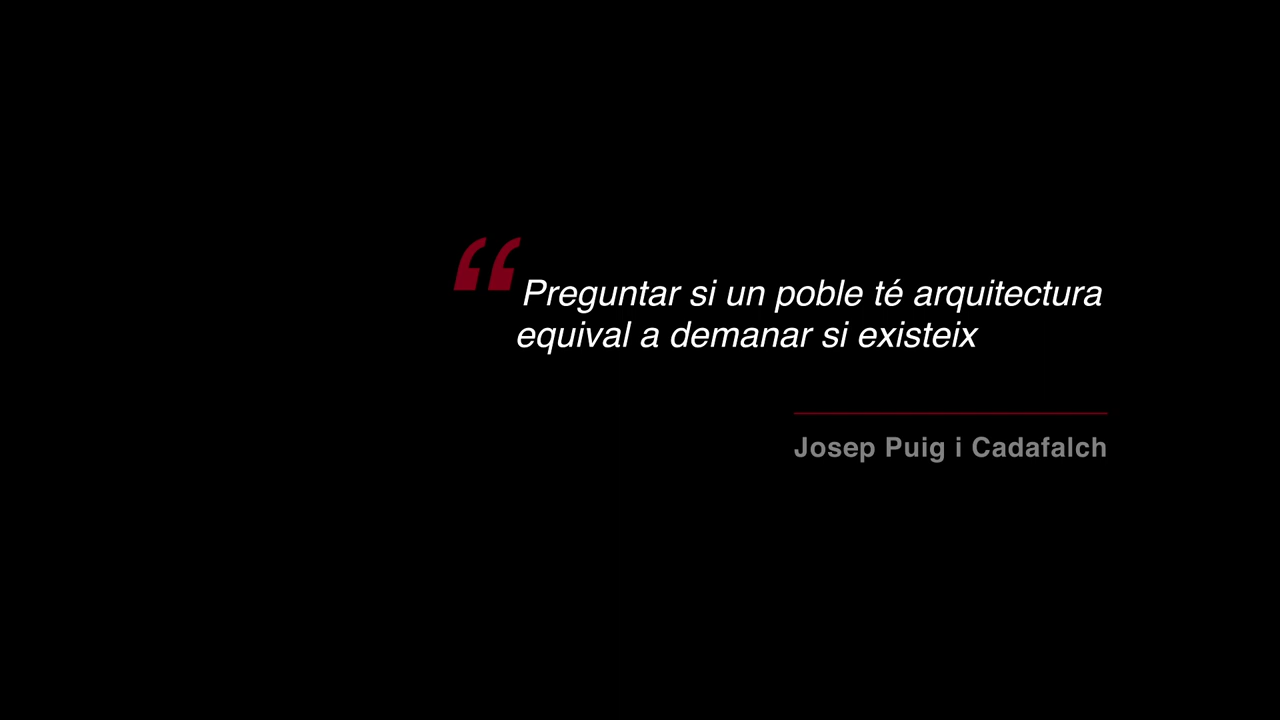 “Preguntar si un poble té arquitectura
equival a demanar si existeix
Josep Puig i Cadafalch